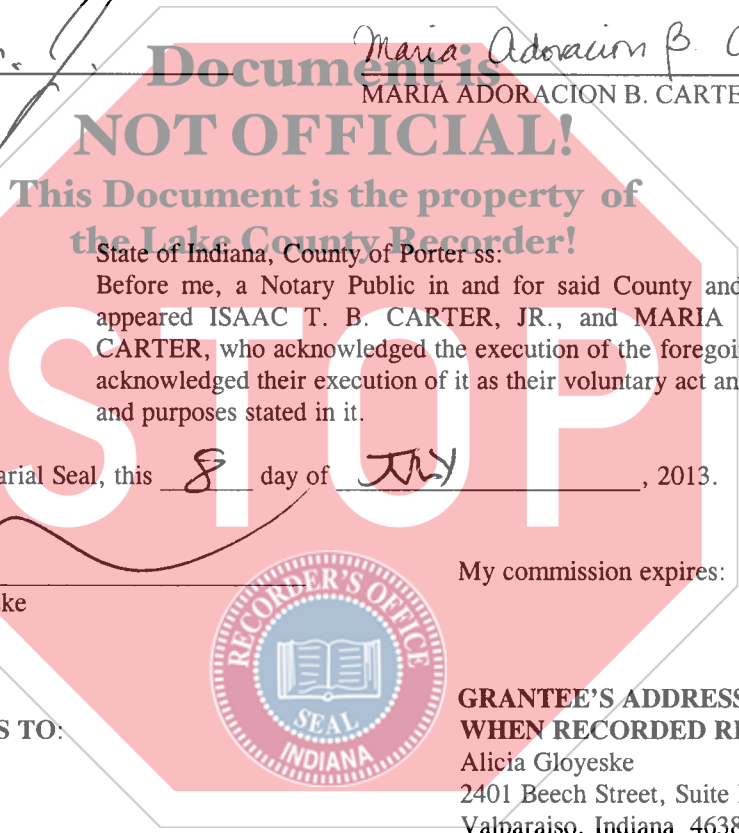 Maria Adoracion B. C
MARIA ADORACION B. CARTE
Document is
NOT OFFICIAL!
This Document is the property of
the Lake County Recorder!
State of Indiana, County of Porter ss:
Before me, a Notary Public in and for said County and
appeared ISAAC T. B. CARTER, JR., and MARIA
CARTER, who acknowledged the execution of the foregoi
acknowledged their execution of it as their voluntary act an
and purposes stated in it.
STOP
arial Seal, this 8 day of July, 2013.
ke
My commission expires:
RECORDER'S OFFICE
SEAL
INDIANA
S TO:
GRANTEE'S ADDRESS
WHEN RECORDED RE
Alicia Gloyeske
2401 Beech Street, Suite
Valparaiso, Indiana 4638